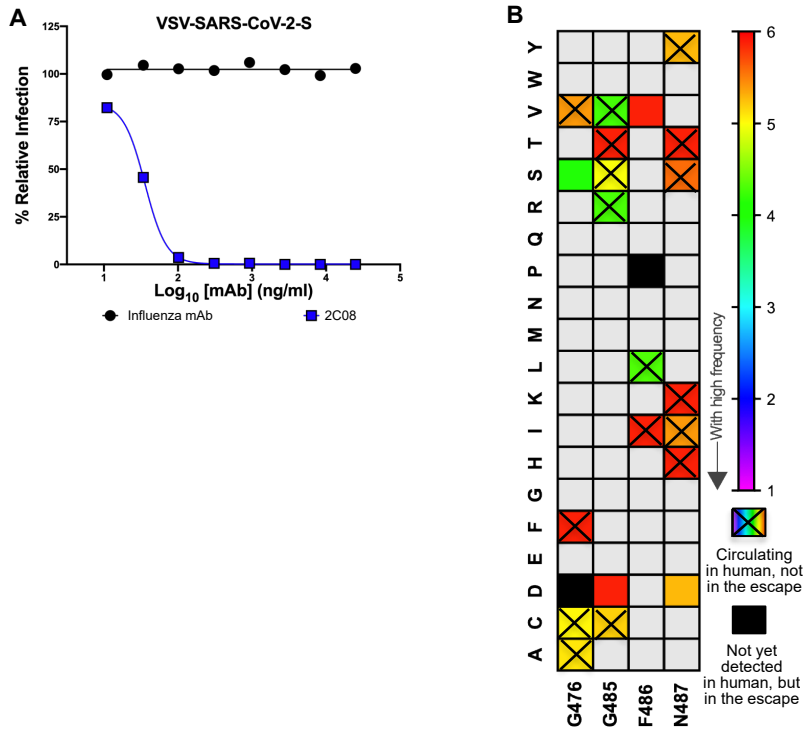 A
VSV-SARS-CoV-2-S
% Relative Infection
125
100
75
50
25
0
1
2
3
4
5
Log10 [mAb] (ng/ml)
Influenza mAb
2C08
B
Y
W
V
T
S
R
Q
P
N
M
L
K
I
H
G
F
E
D
C
A
G476
G485
F486
N487
6
5
4
3
2
1
With high frequency
Circulating
in human, not
in the escape
Not yet
detected
in human, but
in the escape